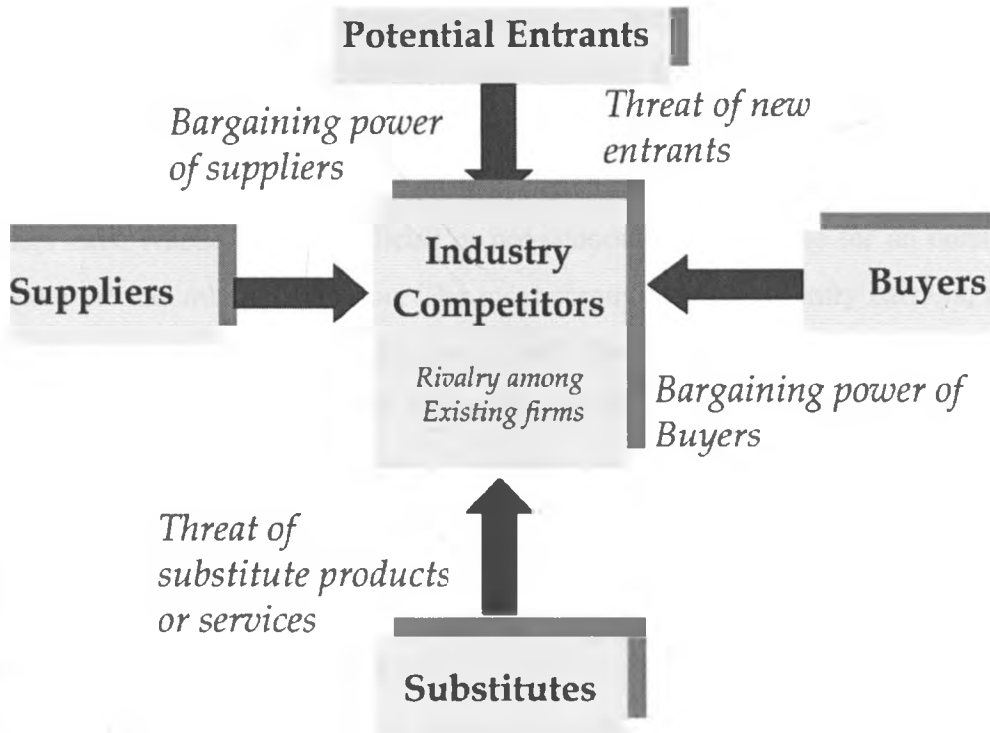 Potential Entrants
Bargaining power
of suppliers
Threat of new
entrants
Suppliers
Industry
Competitors
Rivalry among
Existing firms
Buyers
Bargaining power of
Buyers
Threat of
substitute products
or services
Substitutes